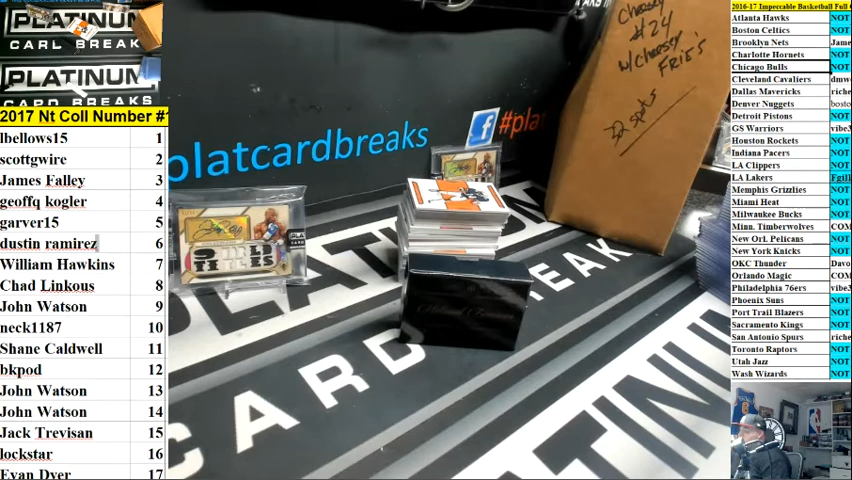 PLATINUM
CARL BREAKS
PLATINUM
CARD BREAKS
2017 Nt Coll Number #1
lbellows15 1
scottgwire 2
James Falley 3
geoffq kogler 4
garver15 5
dustin ramirez 6
William Hawkins 7
Chad Linkous 8
John Watson 9
neck1187 10
Shane Caldwell 11
bkpod 12
John Watson 13
John Watson 14
Jack Trevisan 15
lockstar 16
Evan Dyer 17
platcardbreaks
f #plat
Cheesey
#24
w/Cheesey
FRIES
32 spots
PLATINUM
CARD BREAKS
PLATINUM
2016-17 Impeccable Basketball Full C
Atlanta Hawks NOT
Boston Celtics NOT
Brooklyn Nets Jame
Charlotte Hornets NOT
Chicago Bulls NOT
Cleveland Cavaliers dmw
Dallas Mavericks riche
Denver Nuggets bosto
Detroit Pistons NOT
GS Warriors vibe3
Houston Rockets NOT
Indiana Pacers NOT
LA Clippers NOT
LA Lakers Fgill
Memphis Grizzlies NOT
Miami Heat NOT
Milwaukee Bucks NOT
Minn. Timberwolves COM
New Orl. Pelicans NOT
New York Knicks NOT
OKC Thunder Davo
Orlando Magic COM
Philadelphia 76ers vibe3
Phoenix Suns NOT
Port Trail Blazers NOT
Sacramento Kings NOT
San Antonio Spurs riche
Toronto Raptors NOT
Utah Jazz NOT
Wash Wizards NOT